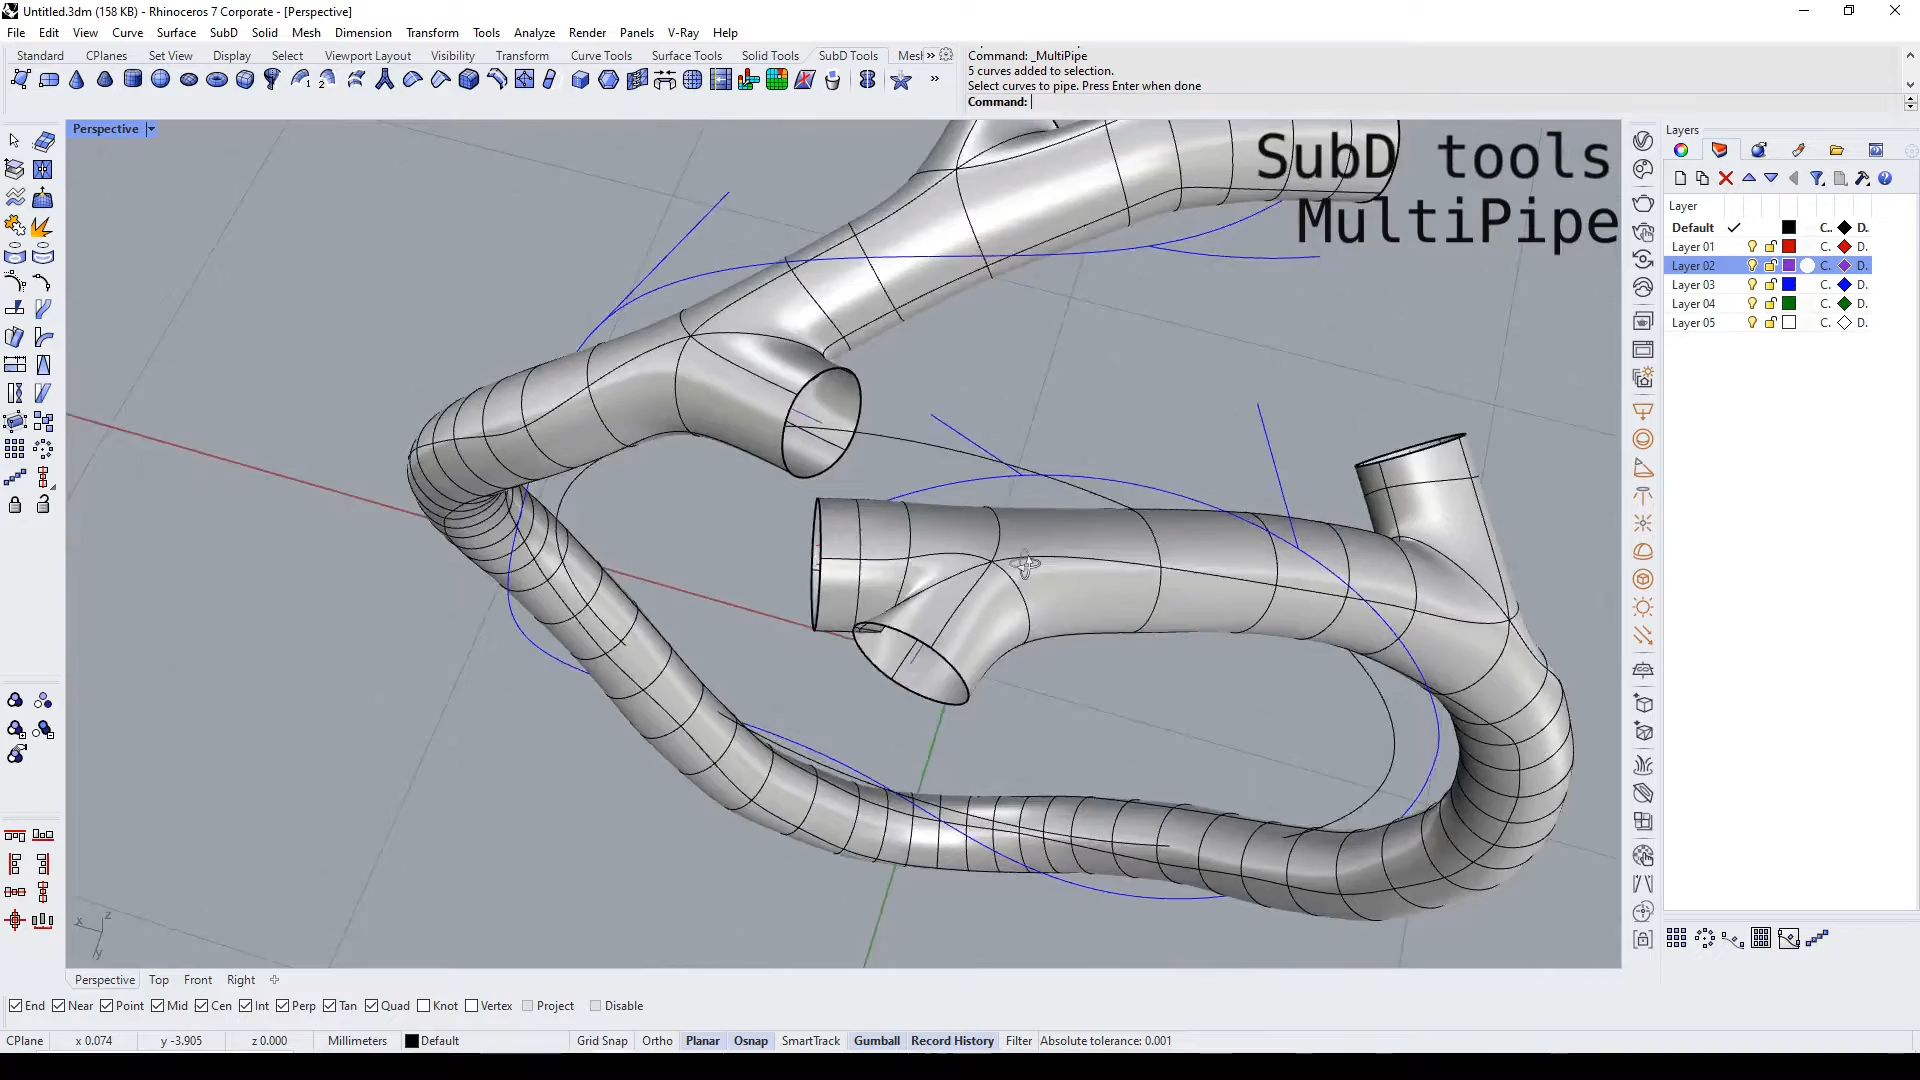 Untitled.3dm (158 KB) - Rhinoceros 7 Corporate - [Perspective]
File Edit View Curve Surface SubD Solid Mesh Dimension Transform Tools Analyze Render Panels V-Ray Help
Standard CPlanes Set View Display Select Viewport Layout Visibility Transform Curve Tools Surface Tools Solid Tools SubD Tools Mesh
Command: _MultiPipe
5 curves added to selection.
Select curves to pipe. Press Enter when done
Command:
Perspective
SubD tools
MultiPipe
Layers
Layer
Default C.. D.
Layer 01 C. D.
Layer 02 C. D.
Layer 03 C. D.
Layer 04 C. D.
Layer 05 C. D.
x z y
Perspective Top Front Right
End Near Point Mid Cen Int Perp Tan Quad Knot Vertex Project Disable
CPlane x 0.074 y -3.905 z 0.000 Millimeters Default Grid Snap Ortho Planar Osnap SmartTrack Gumball Record History Filter Absolute tolerance: 0.001